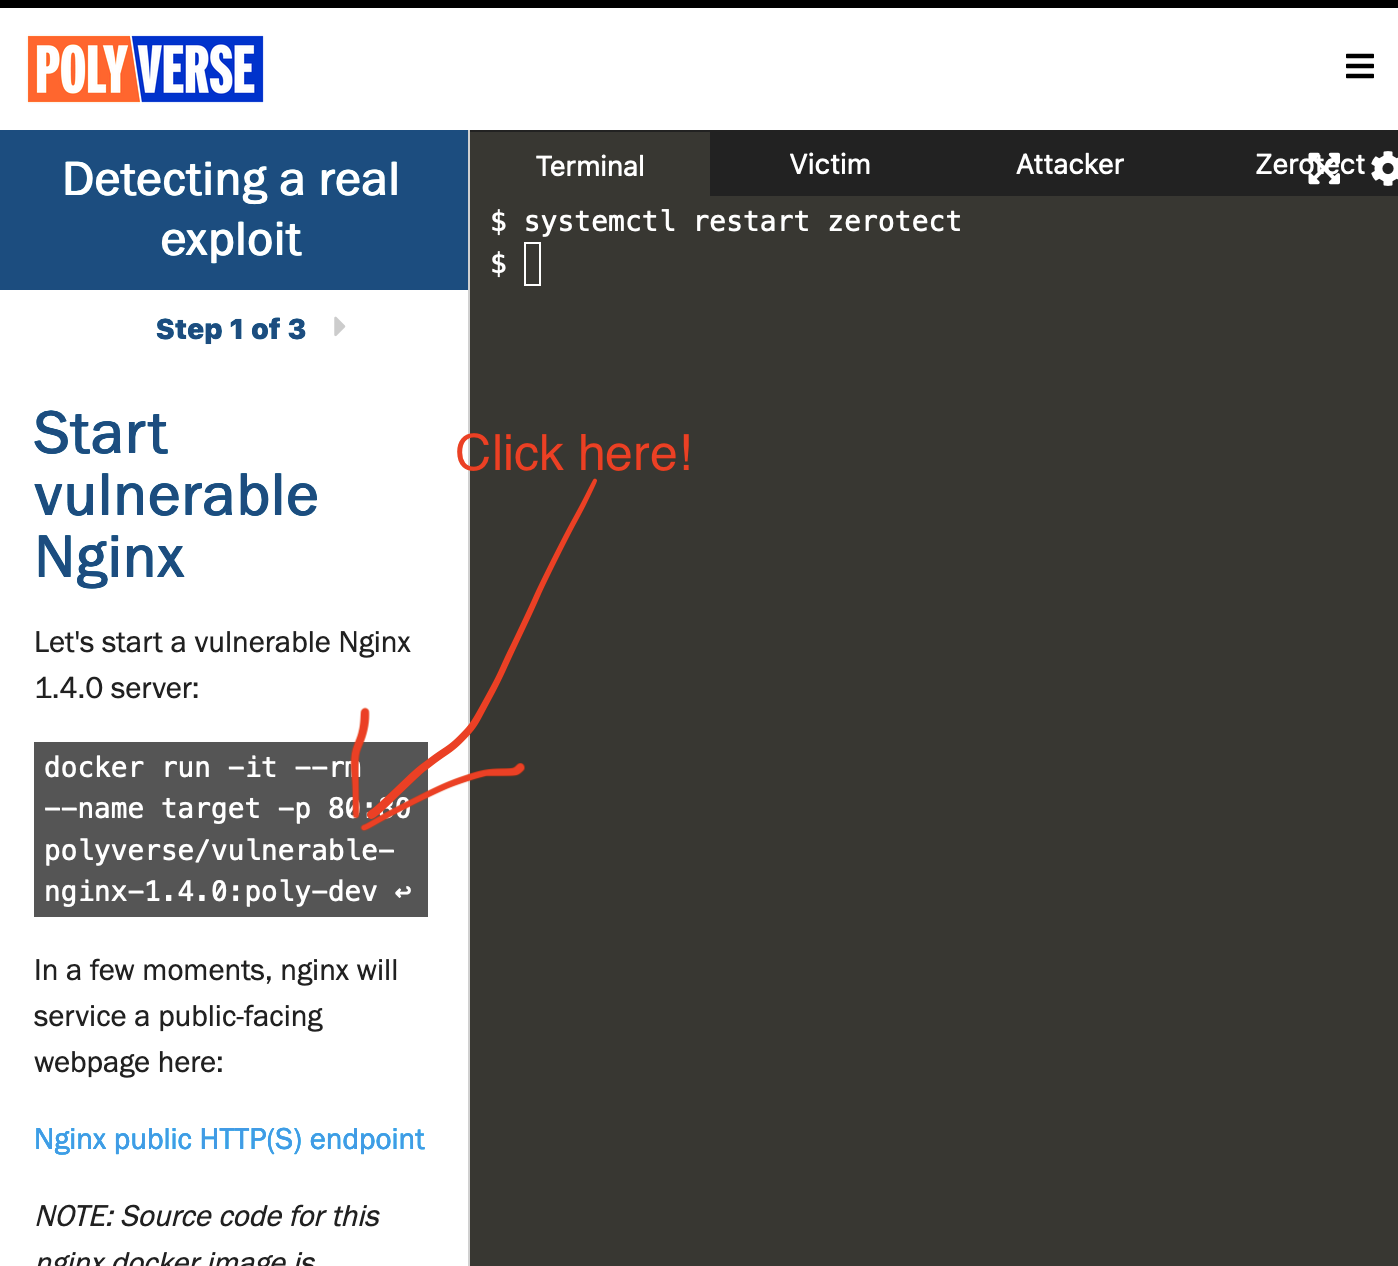 POLYVERSE
Detecting a real
exploit
Step 1 of 3
Start
vulnerable
Nginx
Let's start a vulnerable Nginx
1.4.0 server:
docker run -it --rm
--name target -p 80:80
polyverse/vulnerable-
nginx-1.4.0:poly-dev ↩
In a few moments, nginx will
service a public-facing
webpage here:
Nginx public HTTP(S) endpoint
NOTE: Source code for this
nginx docker image is
Terminal Victim Attacker Zerotect
$ systemctl restart zerotect
$
Click here!